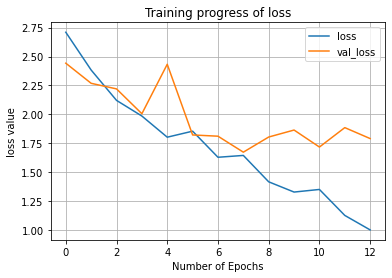 Training progress of loss
loss
val_loss
loss value
2.75
2.50
2.25
2.00
1.75
1.50
1.25
1.00
0 2 4 6 8 10 12
Number of Epochs